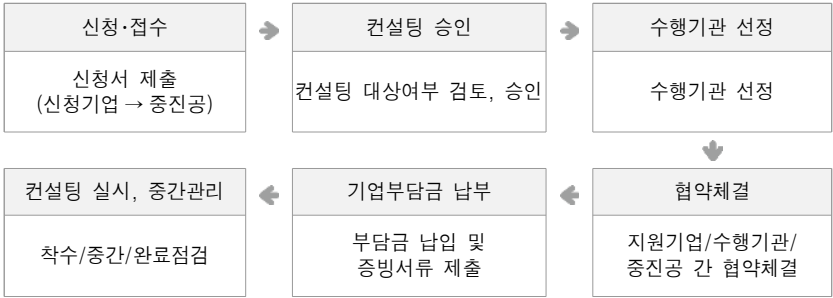 신청·접수
신청서 제출
(신청기업 → 중진공)
컨설팅 승인
컨설팅 대상여부 검토, 승인
수행기관 선정
수행기관 선정
협약체결
지원기업/수행기관/
중진공 간 협약체결
기업부담금 납부
부담금 납입 및
증빙서류 제출
컨설팅 실시, 중간관리
착수/중간/완료점검